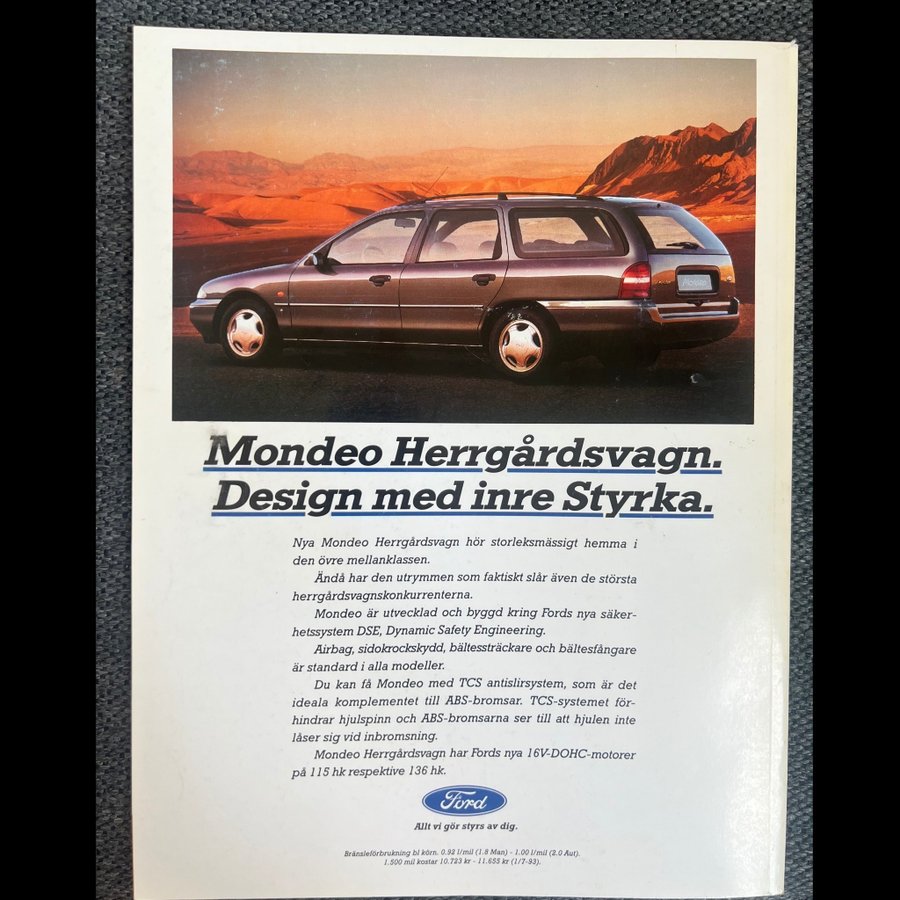 Mondeo Herrgårdsvagn.
Design med inre Styrka.
Nya Mondeo Herrgårdsvagn hör storleksmässigt hemma i
den övre mellanklassen.
Ändå har den utrymmen som faktiskt slår även de största
herrgårdsvagnskonkurrenterna.
Mondeo är utvecklad och byggd kring Fords nya säker-
hetssystem DSE, Dynamic Safety Engineering.
Airbag, sidokrockskydd, bältessträckare och bältesfångare
är standard i alla modeller.
Du kan få Mondeo med TCS antislirsystem, som är det
ideala komplementet till ABS-bromsar. TCS-systemet för-
hindrar hjulspinn och ABS-bromsarna ser till att hjulen inte
låser sig vid inbromsning.
Mondeo Herrgårdsvagn har Fords nya 16V-DOHC-motorer
på 115 hk respektive 136 hk.
Ford
Allt vi gör styrs av dig.
Bränsleförbrukning bl körn. 0.92 l/mil (1.8 Man) - 1.00 l/mil (2.0 Aut).
1.500 mil kostar 10.723 kr - 11.655 kr (1/7-93).